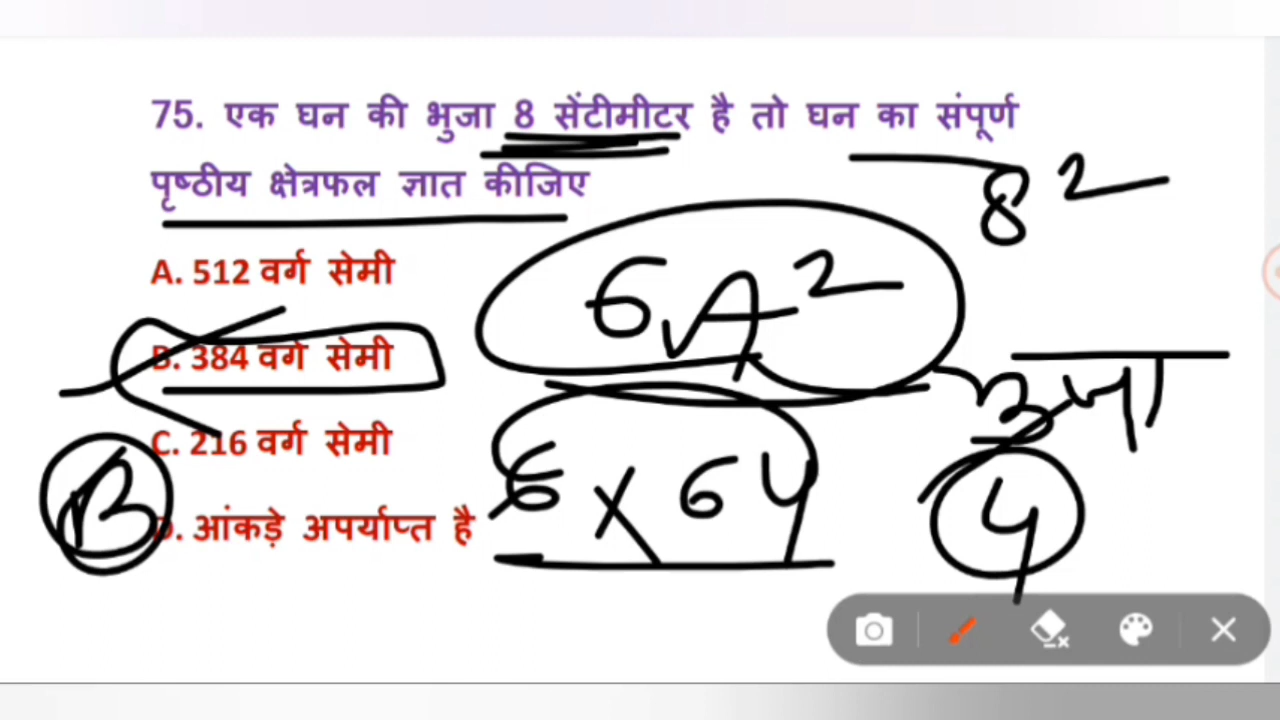 75. एक घन की भुजा 8 सेंटीमीटर है तो घन का संपूर्ण
पृष्ठीय क्षेत्रफल ज्ञात कीजिए
8²
A. 512 वर्ग सेमी
6A²
B. 384 वर्ग सेमी
C. 216 वर्ग सेमी
B
D. आंकड़े अपर्याप्त है
6 X 64
4